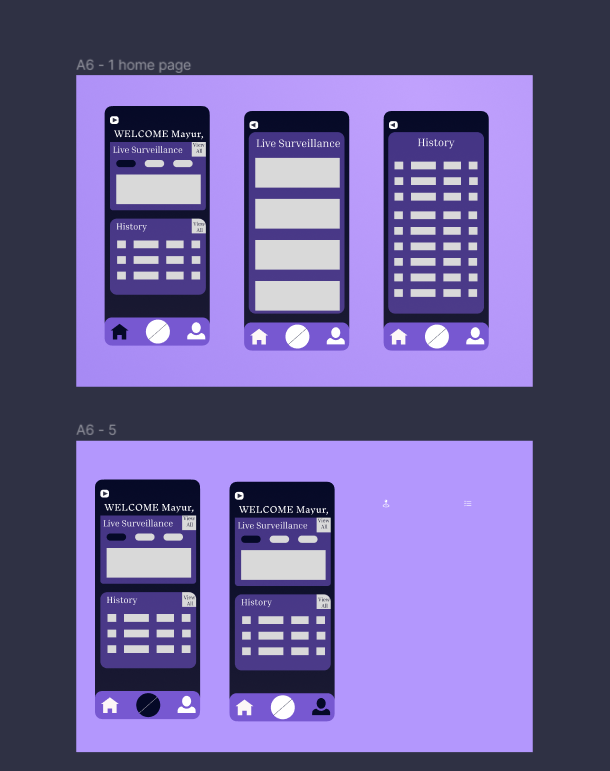 A6 - 1 home page
WELCOME Mayur,
Live Surveillance
View
All
History
View
All
Live Surveillance
History
A6 - 5
WELCOME Mayur,
Live Surveillance
View
All
History
View
All
WELCOME Mayur,
Live Surveillance
View
All
History
View
All